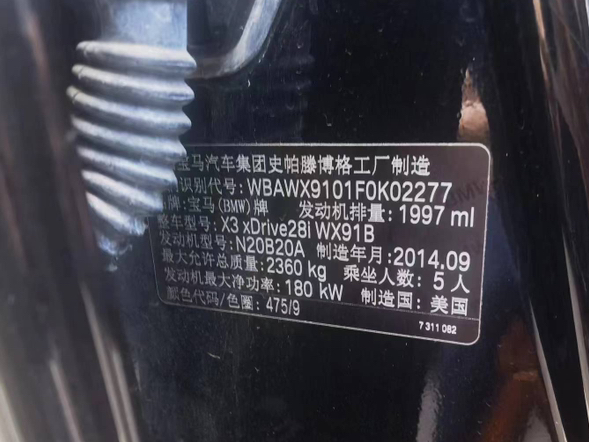 宝马汽车集团史帕滕博格工厂制造
识别代号: WBAWX9101F0K02277
品牌: 宝马(BMW)牌 发动机排量: 1997 ml
整车型号: X3 xDrive28i WX91B
发动机型号: N20B20A 制造年月: 2014.09
最大允许总质量: 2360 kg 乘坐人数: 5 人
发动机最大净功率: 180 kW 制造国: 美国
颜色代码/色圈: 475/9
7 311 082